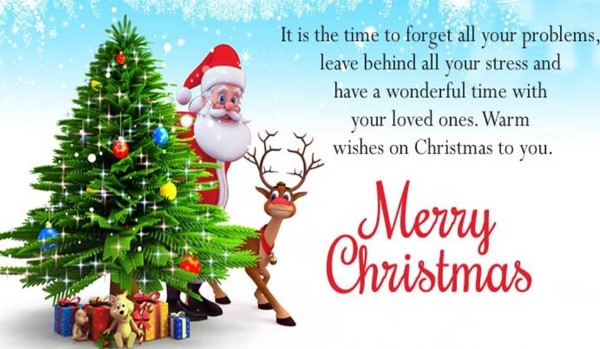 It is the time to forget all your problems,
leave behind all your stress and
have a wonderful time with
your loved ones. Warm
wishes on Christmas to you.
Merry
Christmas